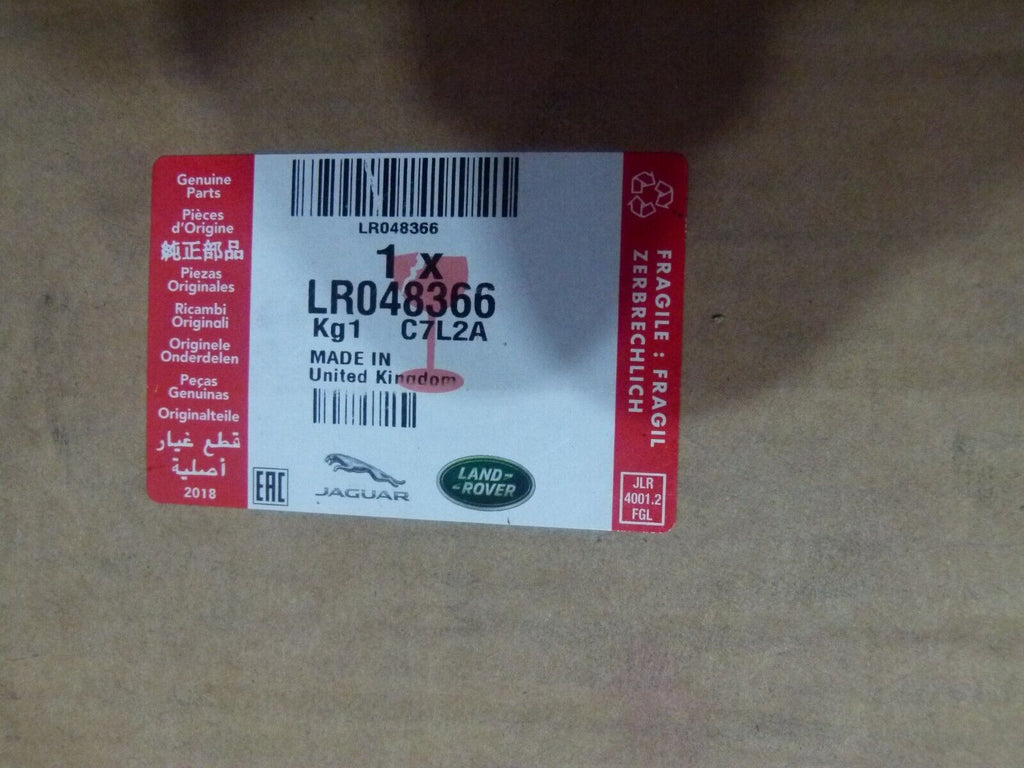 Genuine
Parts
Pièces
d'Origine
純正部品
Piezas
Originales
Ricambi
Originali
Originele
Onderdelen
Peças
Genuinas
Originalteile
قطع غيار
أصلية
2018
LR048366
1 x
LR048366
Kg1 C7L2A
MADE IN
United Kingdom
EAC
JAGUAR
LAND-
-ROVER
FRAGILE : FRAGIL
ZERBRECHLICH
JLR
4001.2
FGL